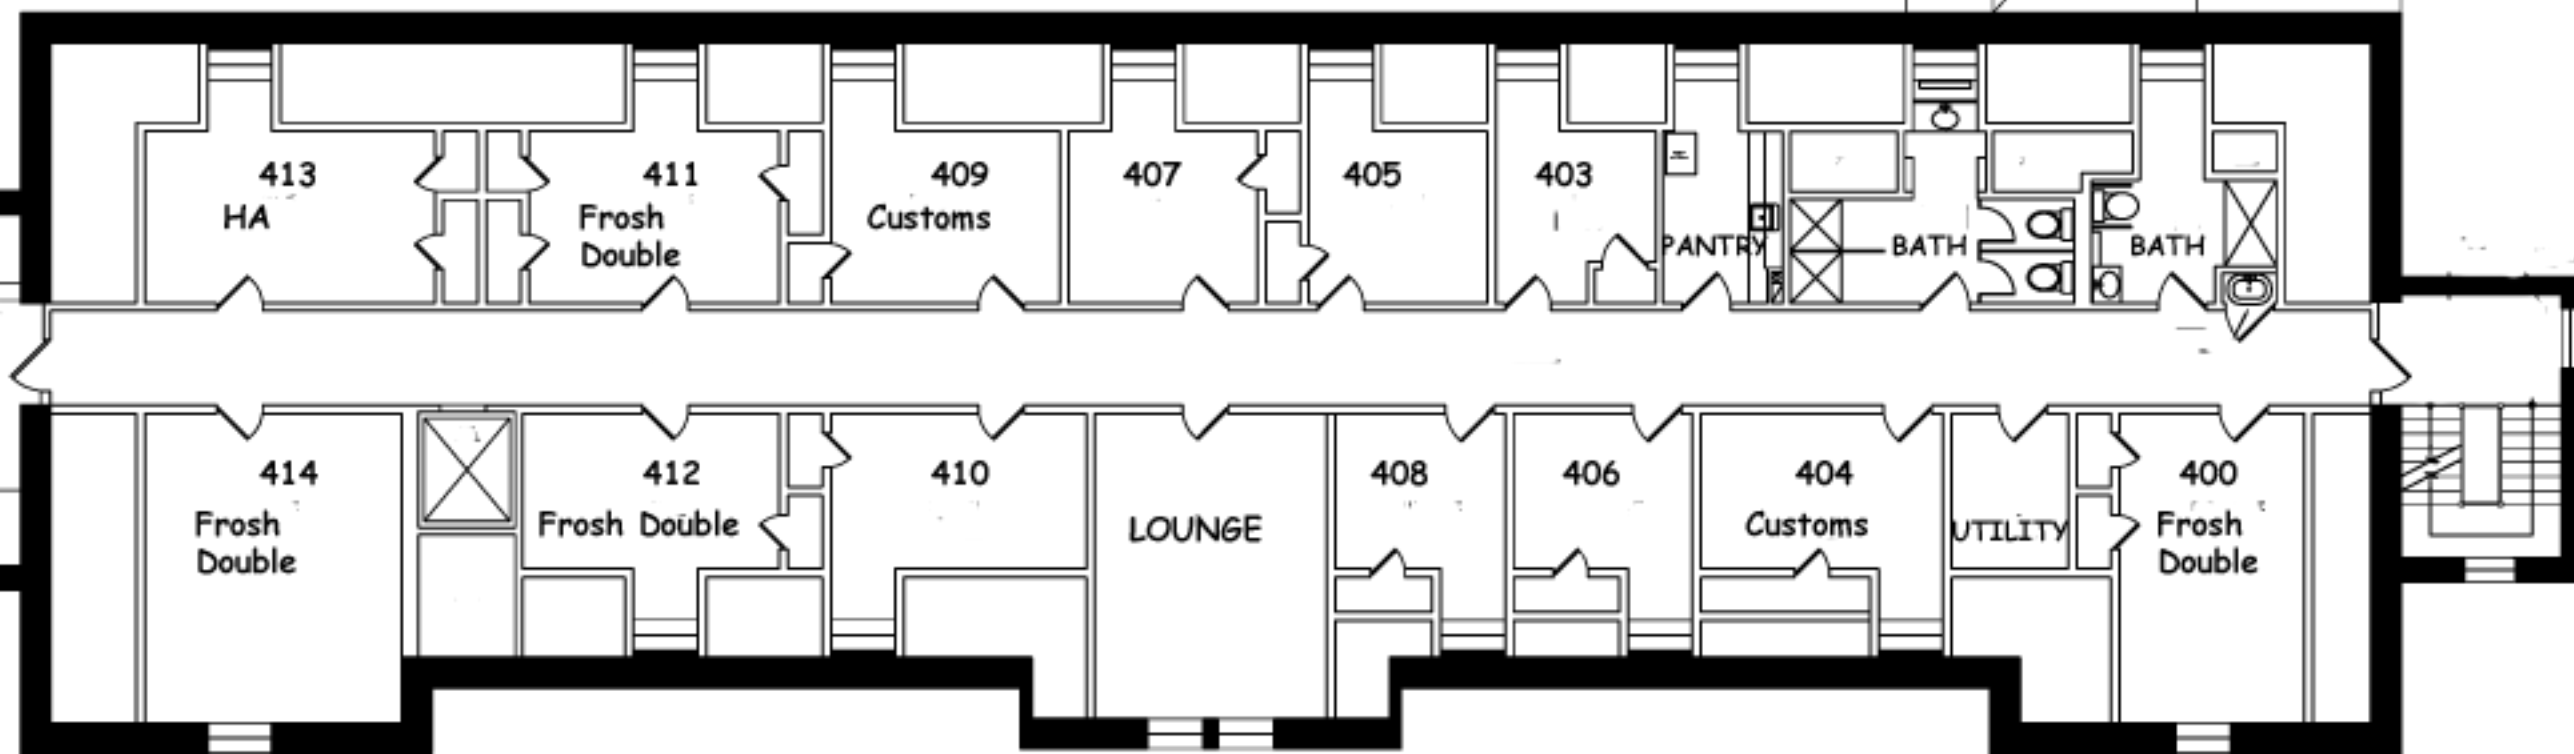 413
HA
411
Frosh
Double
409
Customs
407
405
403
PANTRY
BATH
BATH
414
Frosh
Double
412
Frosh Double
410
LOUNGE
408
406
404
Customs
UTILITY
400
Frosh
Double